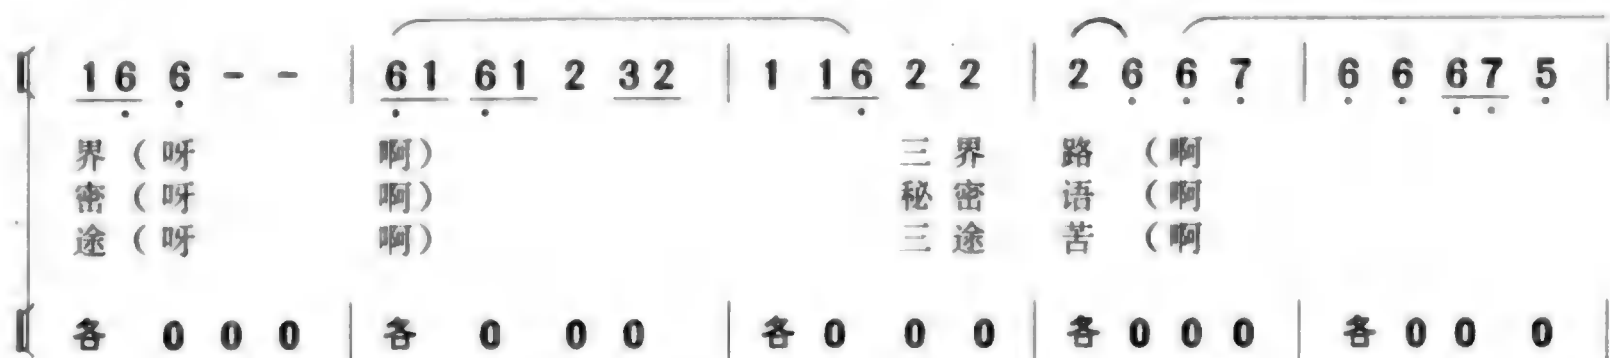 1 6 6 - - | 6 1 6 1 2 3 2 | 1 1 6 2 2 | 2 6 6 7 | 6 6 6 7 5 |
界（呀 啊） 三界 路 （啊
密（呀 啊） 秘密 语 （啊
途（呀 啊） 三途 苦 （啊
各 0 0 0 | 各 0 0 0 | 各 0 0 0 | 各 0 0 0 | 各 0 0 0 |